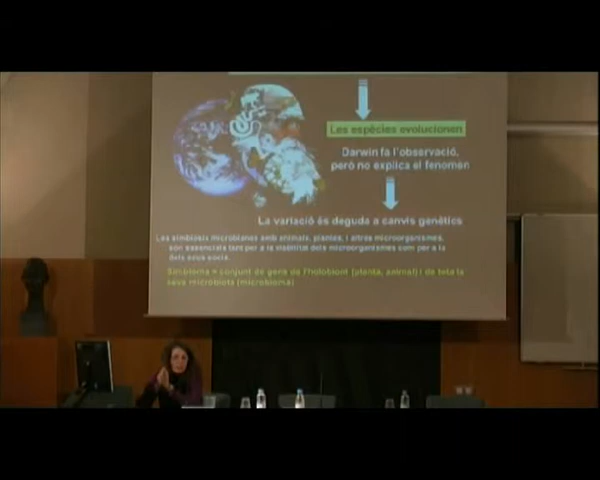 Les espècies evolucionen
Darwin fa l'observació,
però no explica el fenomen
La variació és deguda a canvis genètics
Les simbiosis microbianes amb animals, plantes, i altres microorganismes,
són essencials tant per a la viabilitat dels microorganismes com per a la
dels seus socis.
Simbioma = conjunt de gens de l'holobiont (planta, animal) i de tota la
seva microbiota (microbioma)